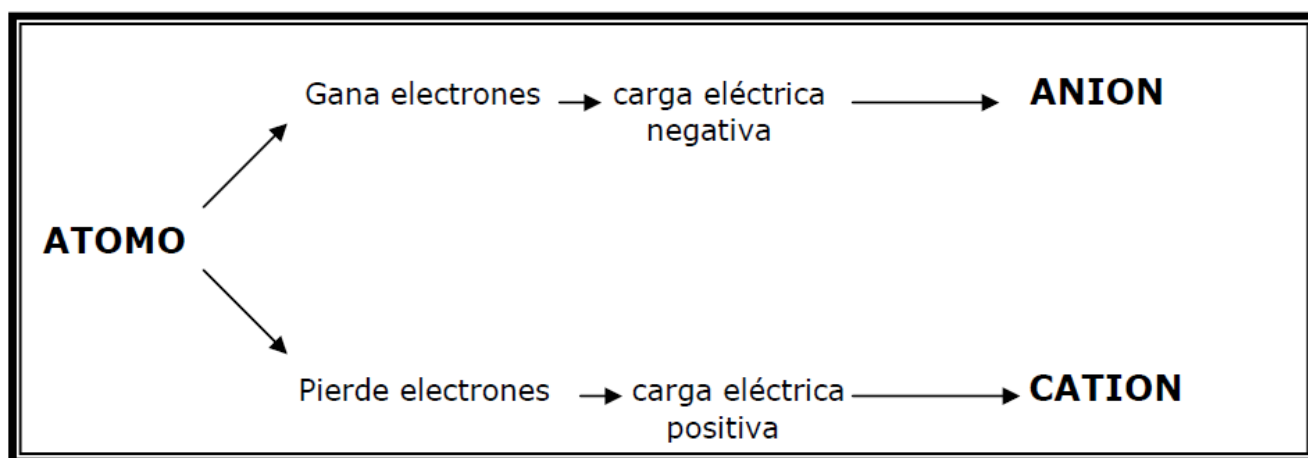 Gana electrones carga eléctrica ANION
negativa
ATOMO
Pierde electrones carga eléctrica CATION
positiva